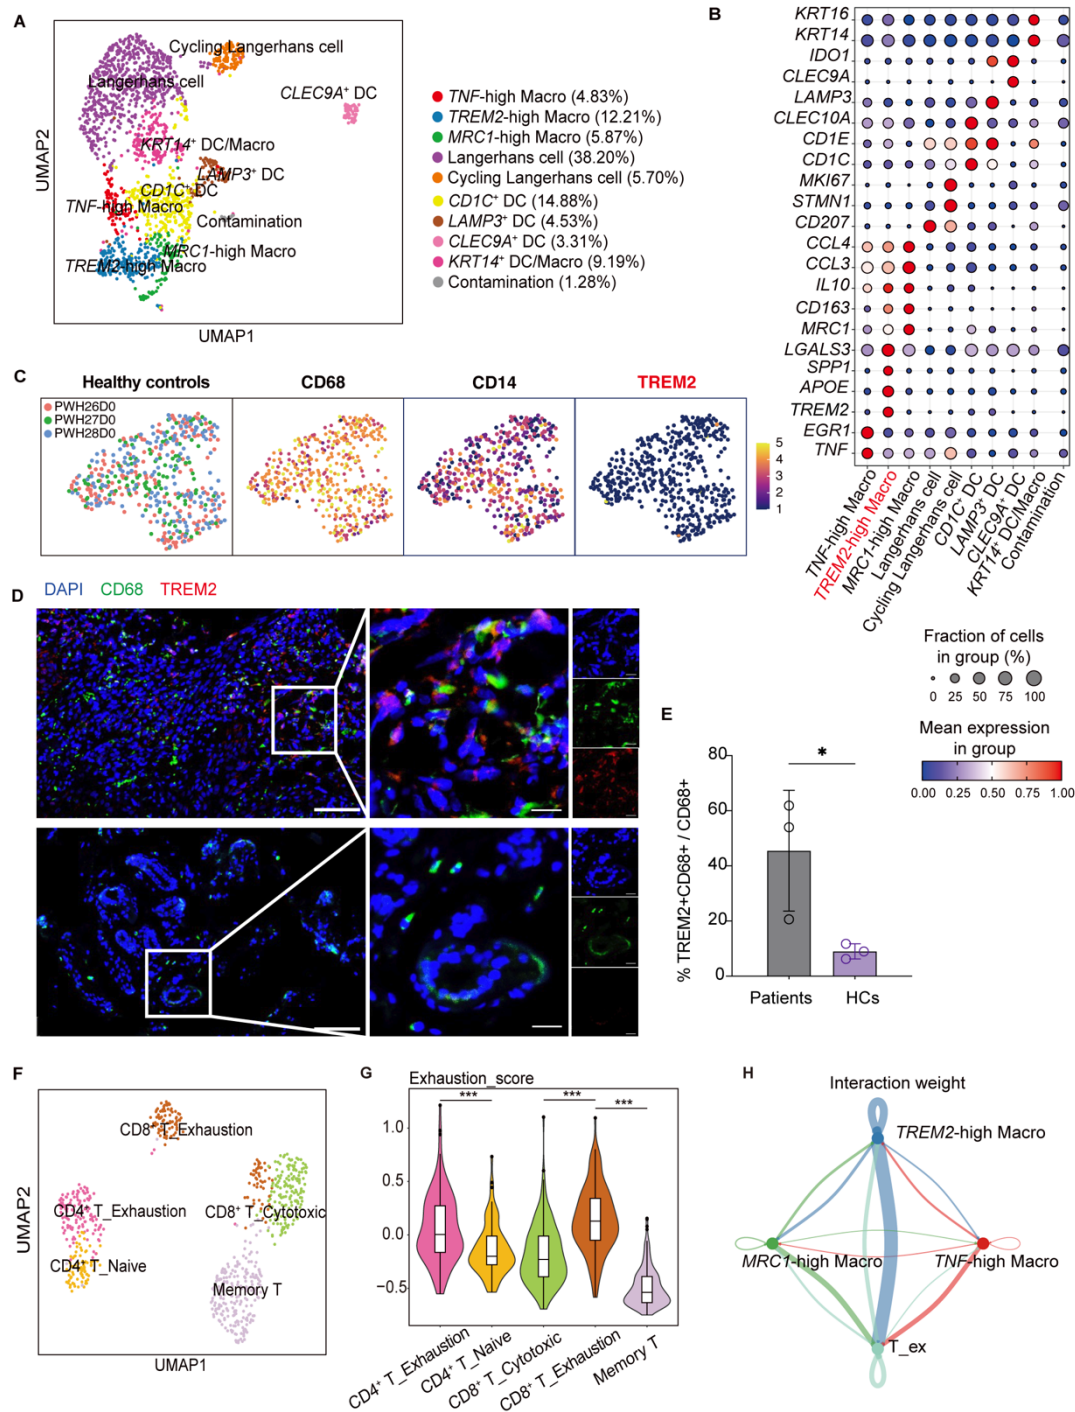 A
Cycling Langerhans cell
Langerhans cell
CLEC9A⁺ DC
KRT14⁺ DC/Macro
LAMP3⁺ DC
CD1C⁺ DC
TNF-high Macro
Contamination
MRC1-high Macro
TREM2-high Macro
UMAP2
UMAP1
TNF-high Macro (4.83%)
TREM2-high Macro (12.21%)
MRC1-high Macro (5.87%)
Langerhans cell (38.20%)
Cycling Langerhans cell (5.70%)
CD1C⁺ DC (14.88%)
LAMP3⁺ DC (4.53%)
CLEC9A⁺ DC (3.31%)
KRT14⁺ DC/Macro (9.19%)
Contamination (1.28%)
B
KRT16
KRT14
IDO1
CLEC9A
LAMP3
CLEC10A
CD1E
CD1C
MKI67
STMN1
CD207
CCL4
CCL3
IL10
CD163
MRC1
LGALS3
SPP1
APOE
TREM2
EGR1
TNF
TNF-high Macro
TREM2-high Macro
MRC1-high Macro
Langerhans cell
Cycling Langerhans cell
CD1C⁺ DC
LAMP3⁺ DC
CLEC9A⁺ DC
KRT14⁺ DC/Macro
Contamination
Fraction of cells
in group (%)
0 25 50 75 100
Mean expression
in group
0.00 0.25 0.50 0.75 1.00
C
Healthy controls
CD68
CD14
TREM2
PWH26D0
PWH27D0
PWH28D0
5
4
3
2
1
D
DAPI CD68 TREM2
E
% TREM2+CD68+ / CD68+
80
60
40
20
0
*
Patients
HCs
F
CD8⁺ T_Exhaustion
CD4⁺ T_Exhaustion
CD8⁺ T_Cytotoxic
CD4⁺ T_Naive
Memory T
UMAP2
UMAP1
G
Exhaustion_score
*** *** ***
1.0
0.5
0.0
−0.5
CD4⁺ T_Exhaustion
CD4⁺ T_Naive
CD8⁺ T_Cytotoxic
CD8⁺ T_Exhaustion
Memory T
H
Interaction weight
TREM2-high Macro
MRC1-high Macro
TNF-high Macro
T_ex